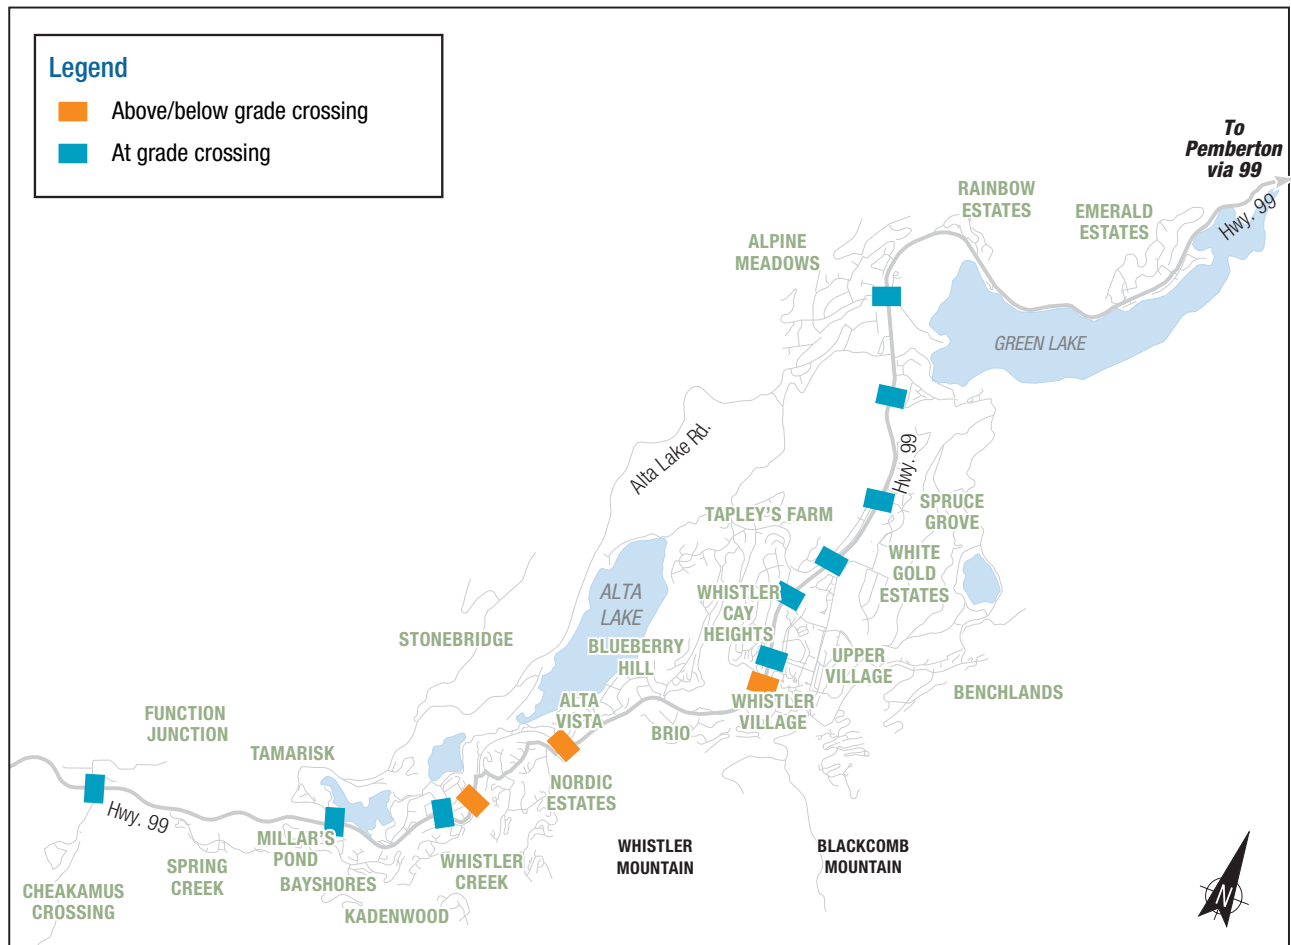 Legend
Above/below grade crossing
At grade crossing
To
Pemberton
via 99
Hwy. 99
RAINBOW
ESTATES
EMERALD
ESTATES
ALPINE
MEADOWS
GREEN LAKE
Alta Lake Rd.
Hwy. 99
SPRUCE
GROVE
TAPLEY'S FARM
WHITE
GOLD
ESTATES
ALTA
LAKE
WHISTLER
CAY
HEIGHTS
STONEBRIDGE
BLUEBERRY
HILL
UPPER
VILLAGE
BENCHLANDS
WHISTLER
VILLAGE
ALTA
VISTA
BRIO
FUNCTION
JUNCTION
TAMARISK
NORDIC
ESTATES
Hwy. 99
MILLAR'S
POND
WHISTLER
MOUNTAIN
BLACKCOMB
MOUNTAIN
SPRING
CREEK
BAYSHORES
WHISTLER
CREEK
CHEAKAMUS
CROSSING
KADENWOOD
N